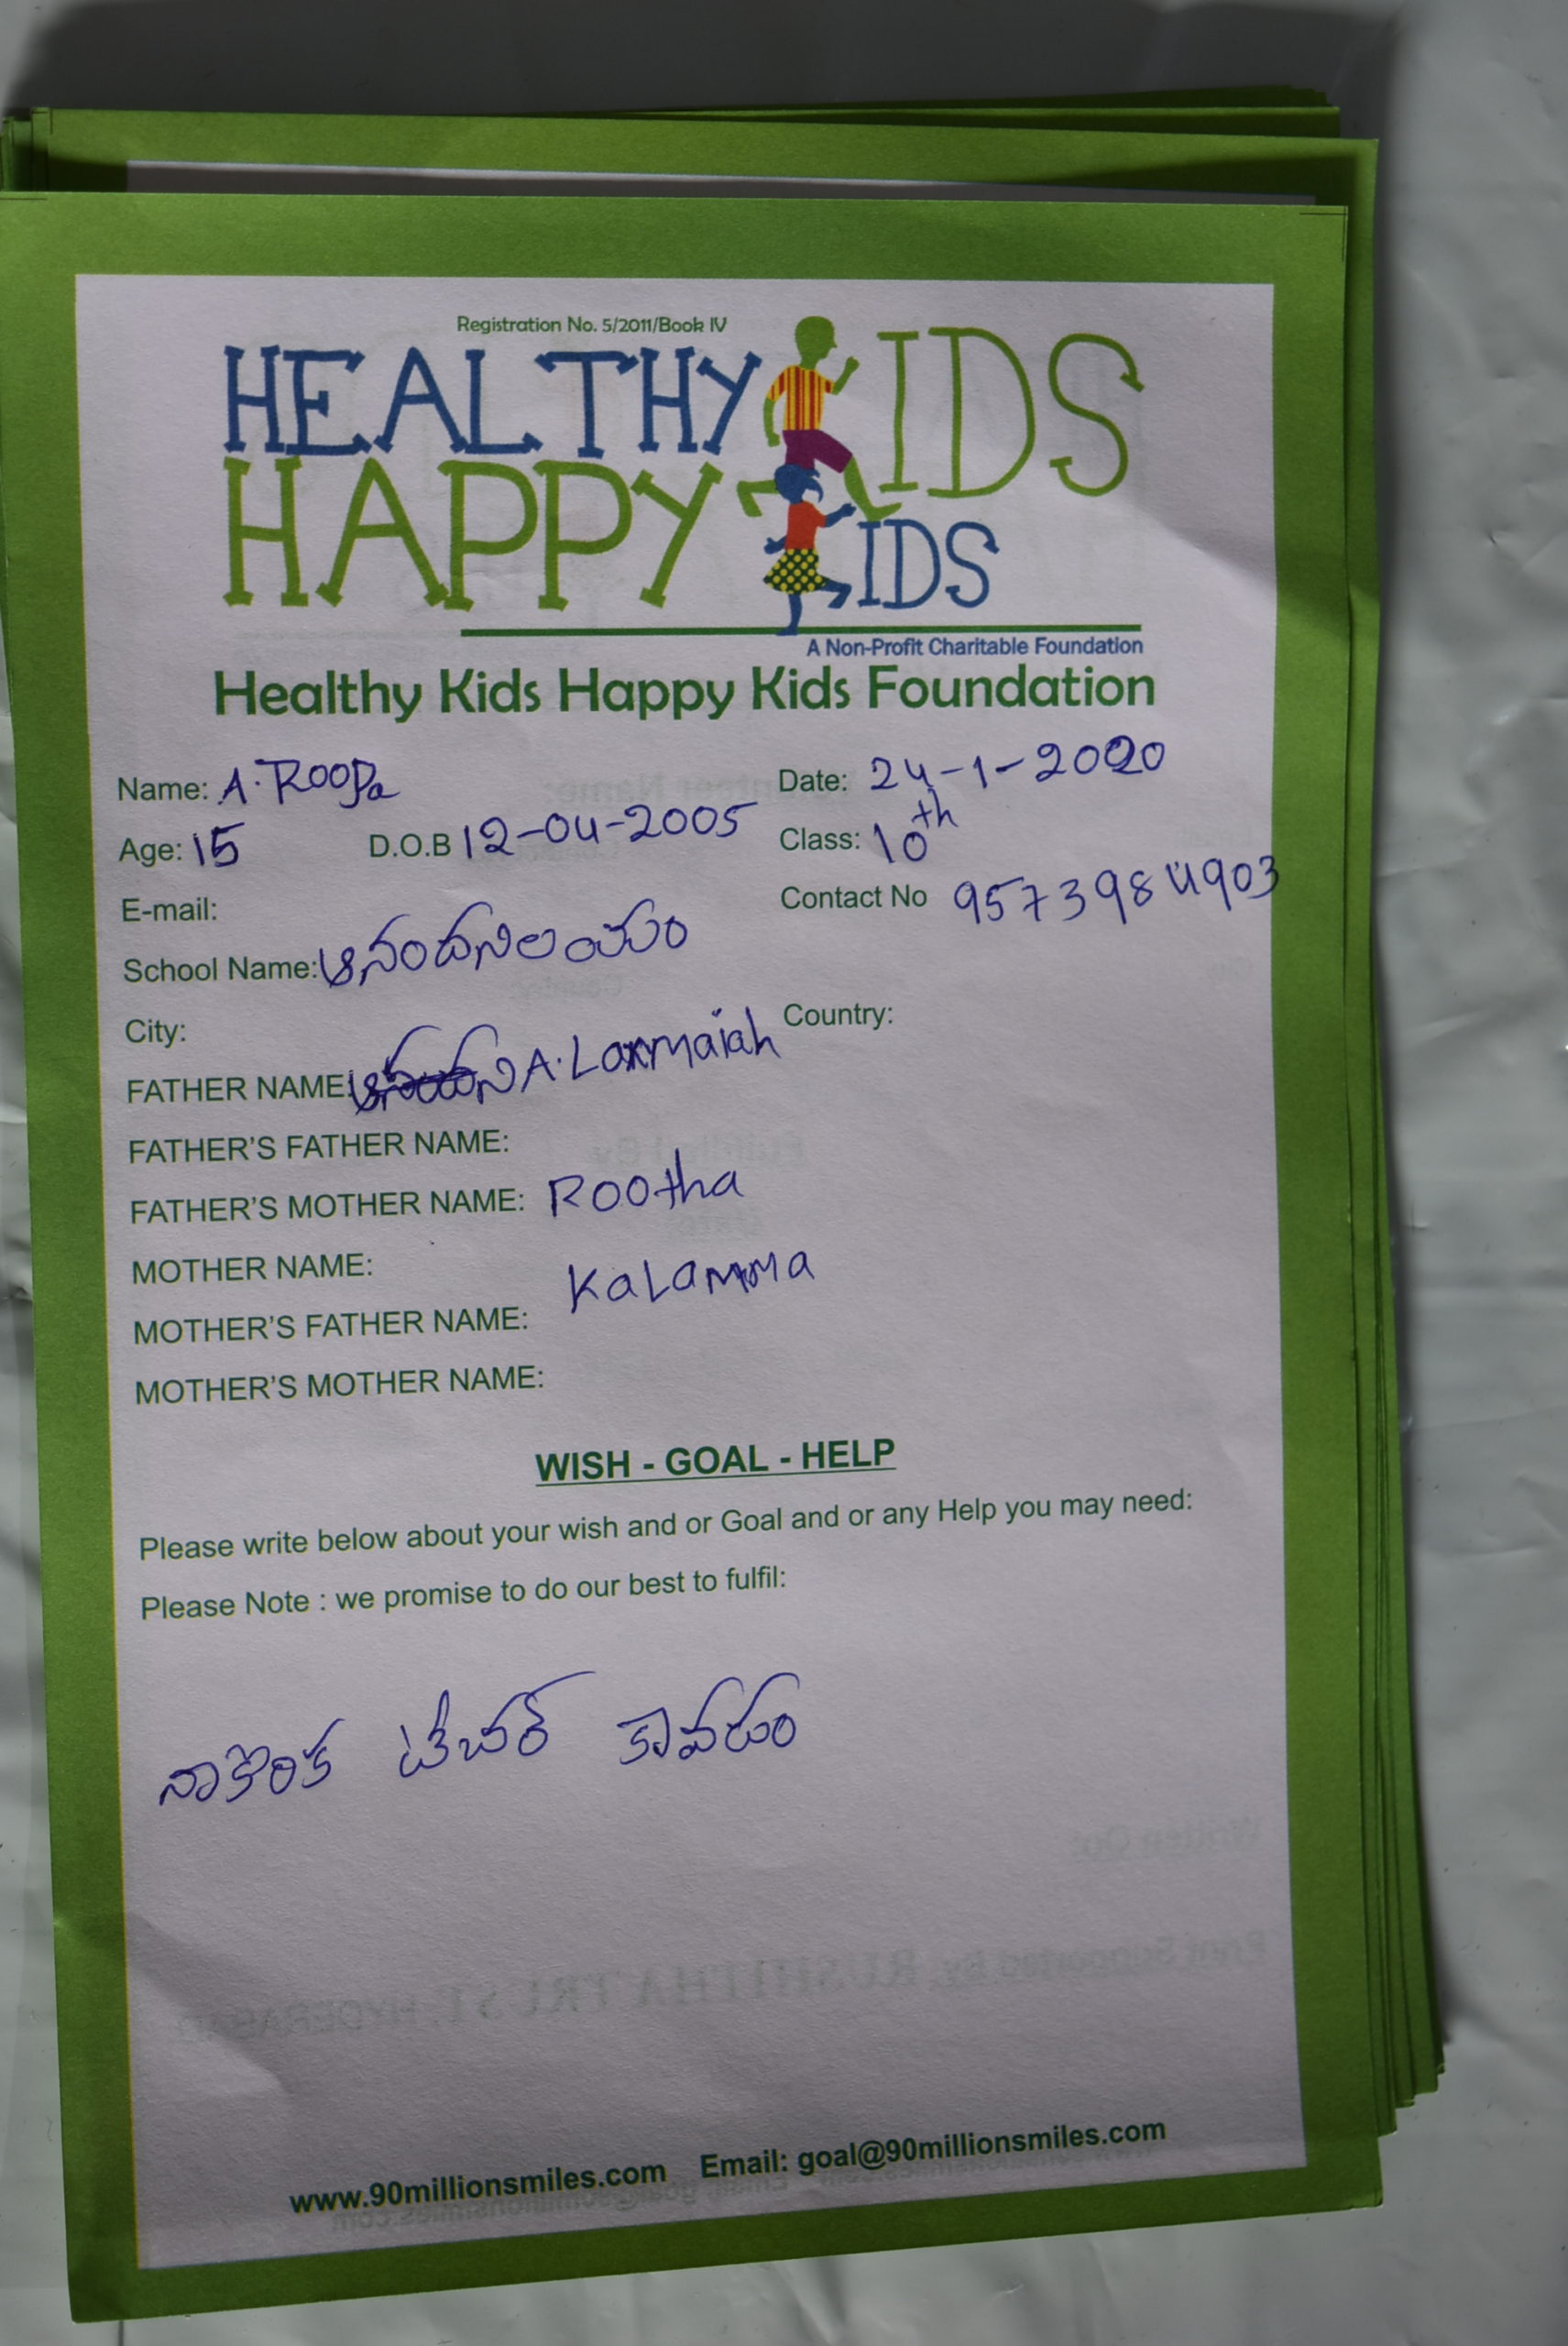 Registration No. 5/2011/Book IV
HEALTHY KIDS
HAPPY KIDS
A Non-Profit Charitable Foundation
Healthy Kids Happy Kids Foundation
Name: A. Roopa Date: 24-1-2020
Age: 15 D.O.B 12-04-2005 Class: 10th
E-mail: Contact No 9573984903
School Name: ఆనందనిలయం
City: Country:
FATHER NAME: A. Laxmaiah
FATHER'S FATHER NAME:
FATHER'S MOTHER NAME: Rootha
MOTHER NAME:
MOTHER'S FATHER NAME: Kalamma
MOTHER'S MOTHER NAME:
WISH - GOAL - HELP
Please write below about your wish and or Goal and or any Help you may need:
Please Note : we promise to do our best to fulfil:
నాకొరిక టీచర్ కావడం
www.90millionsmiles.com Email: goal@90millionsmiles.com